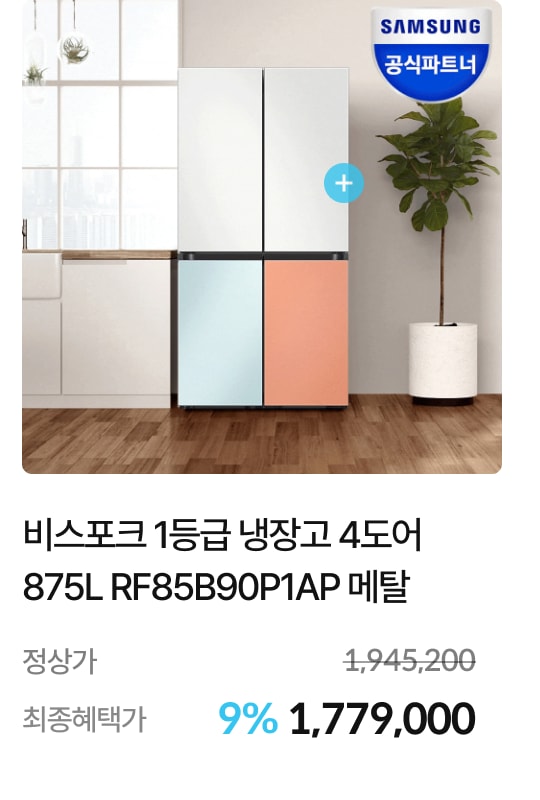 SAMSUNG
공식파트너
비스포크 1등급 냉장고 4도어
875L RF85B90P1AP 메탈
정상가 1,945,200
최종혜택가 9% 1,779,000